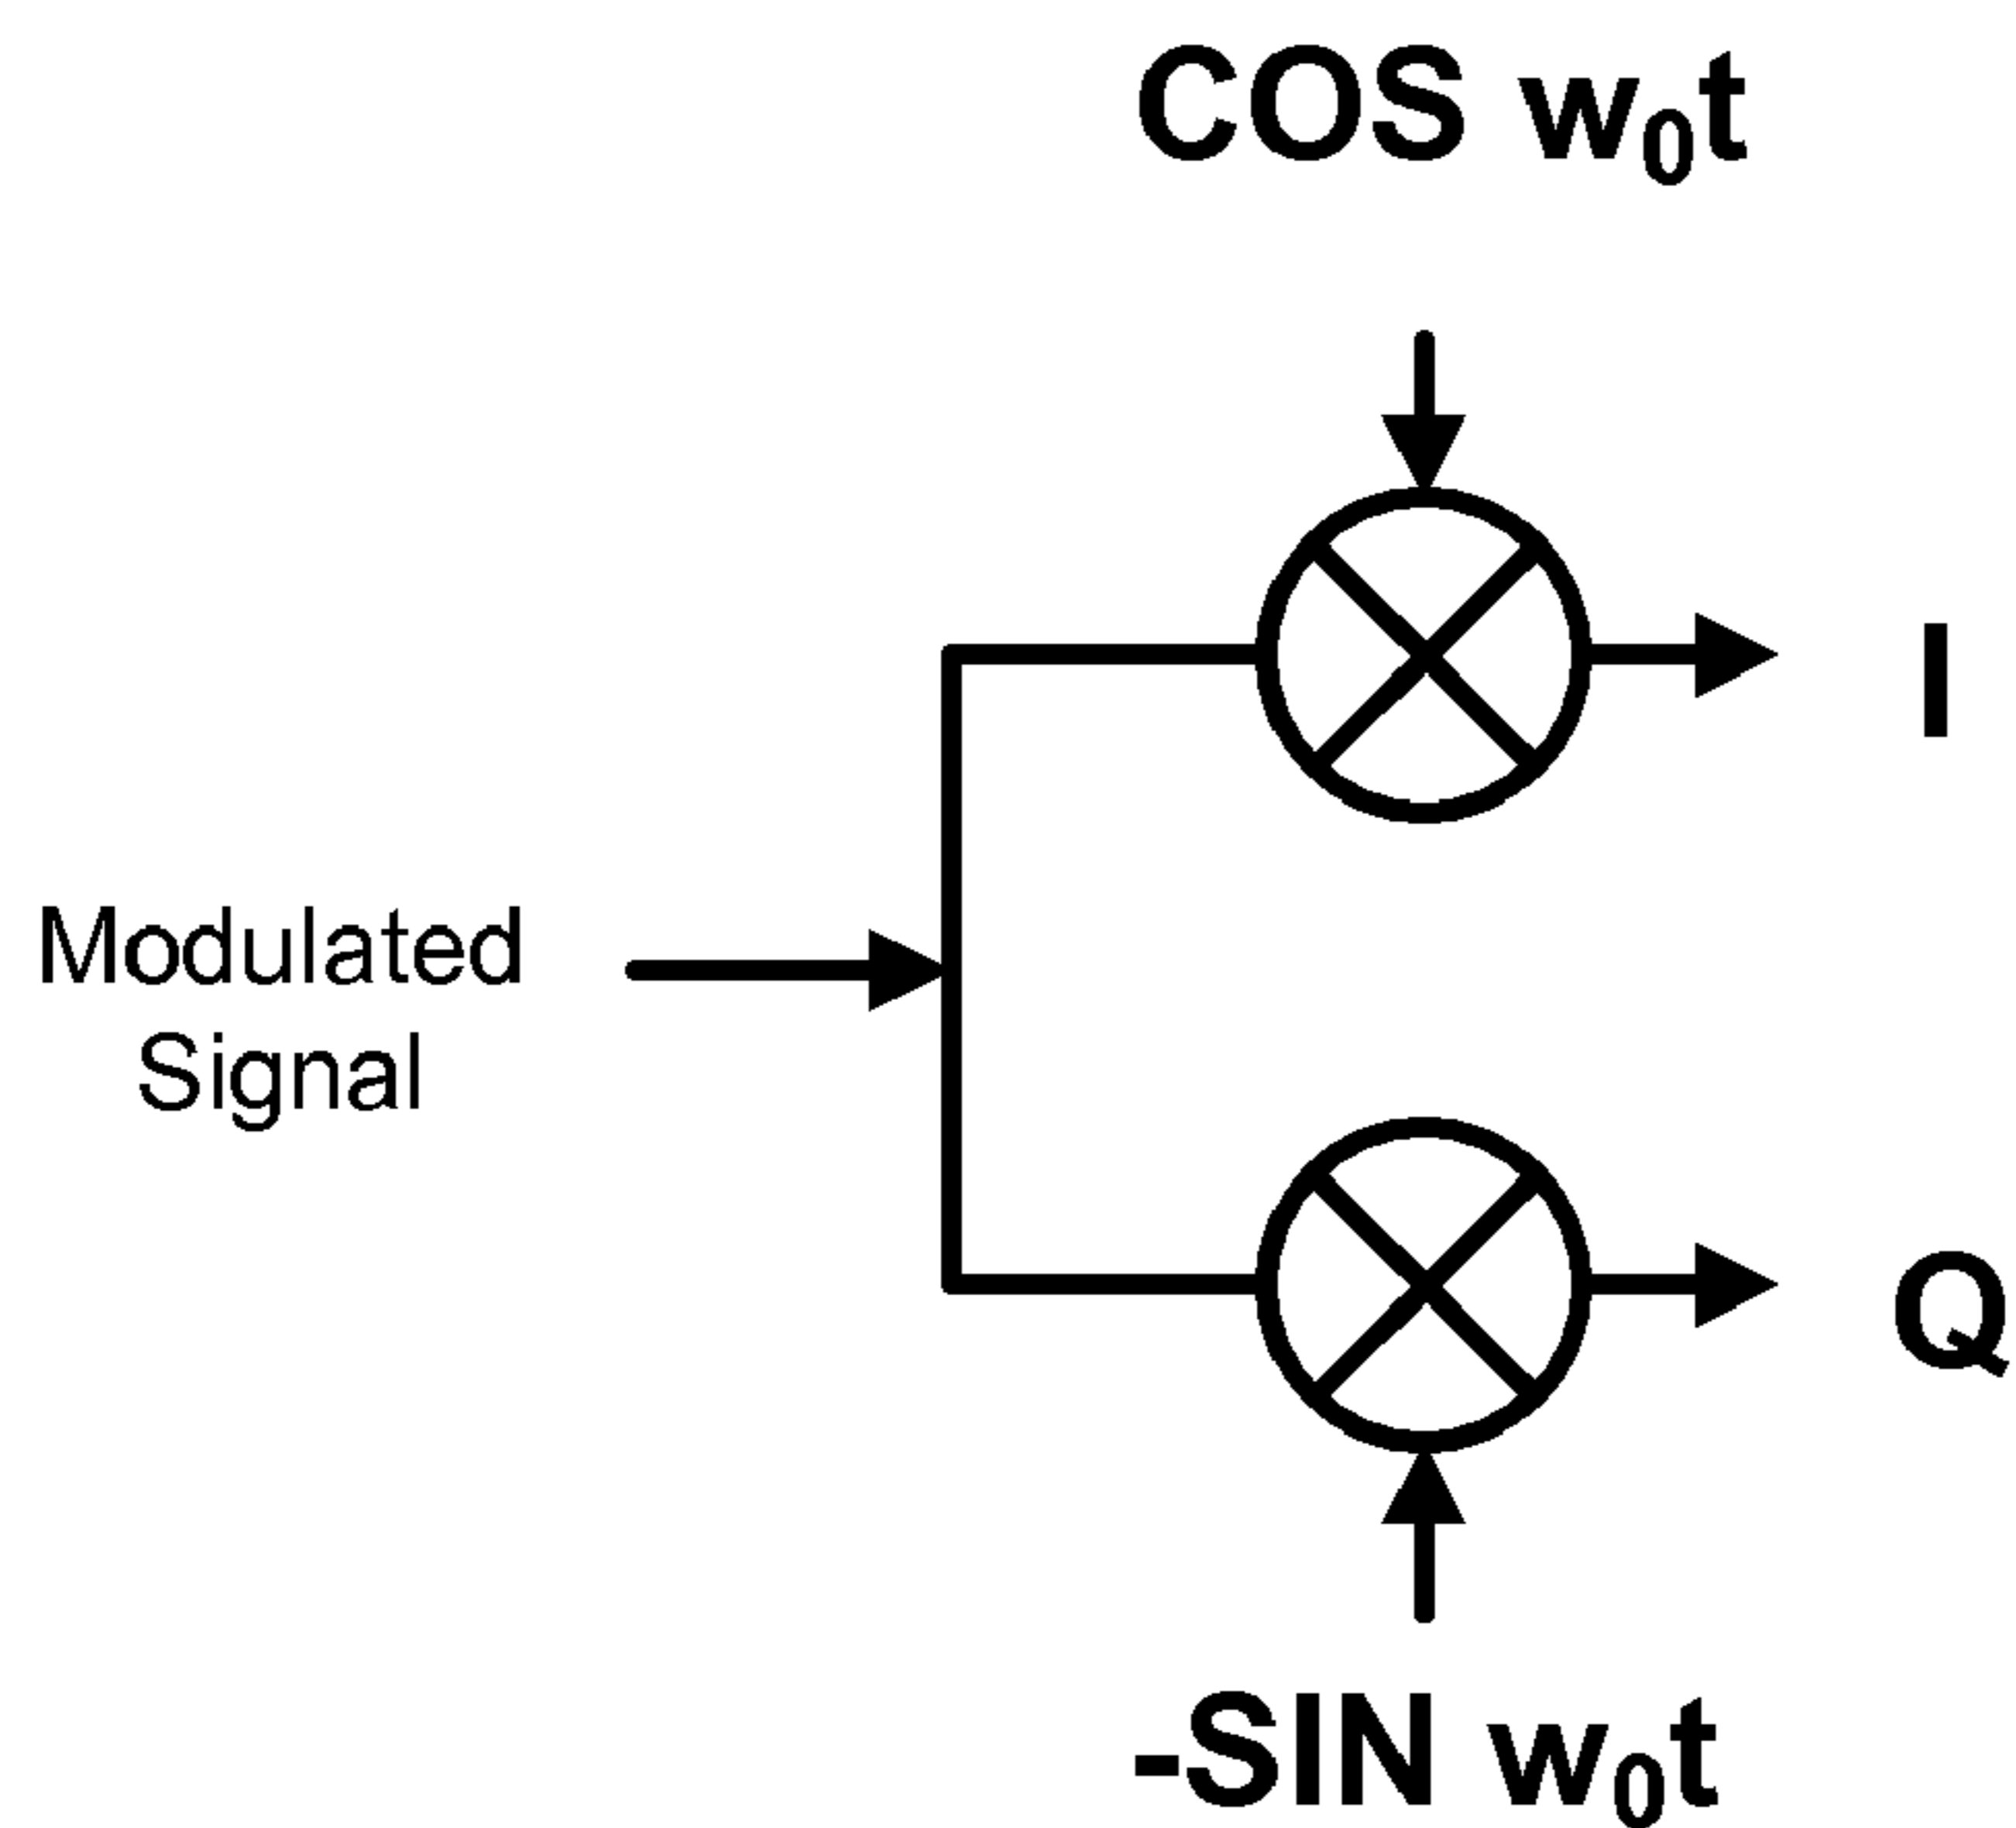 COS w₀t
I
Modulated
Signal
Q
-SIN w₀t